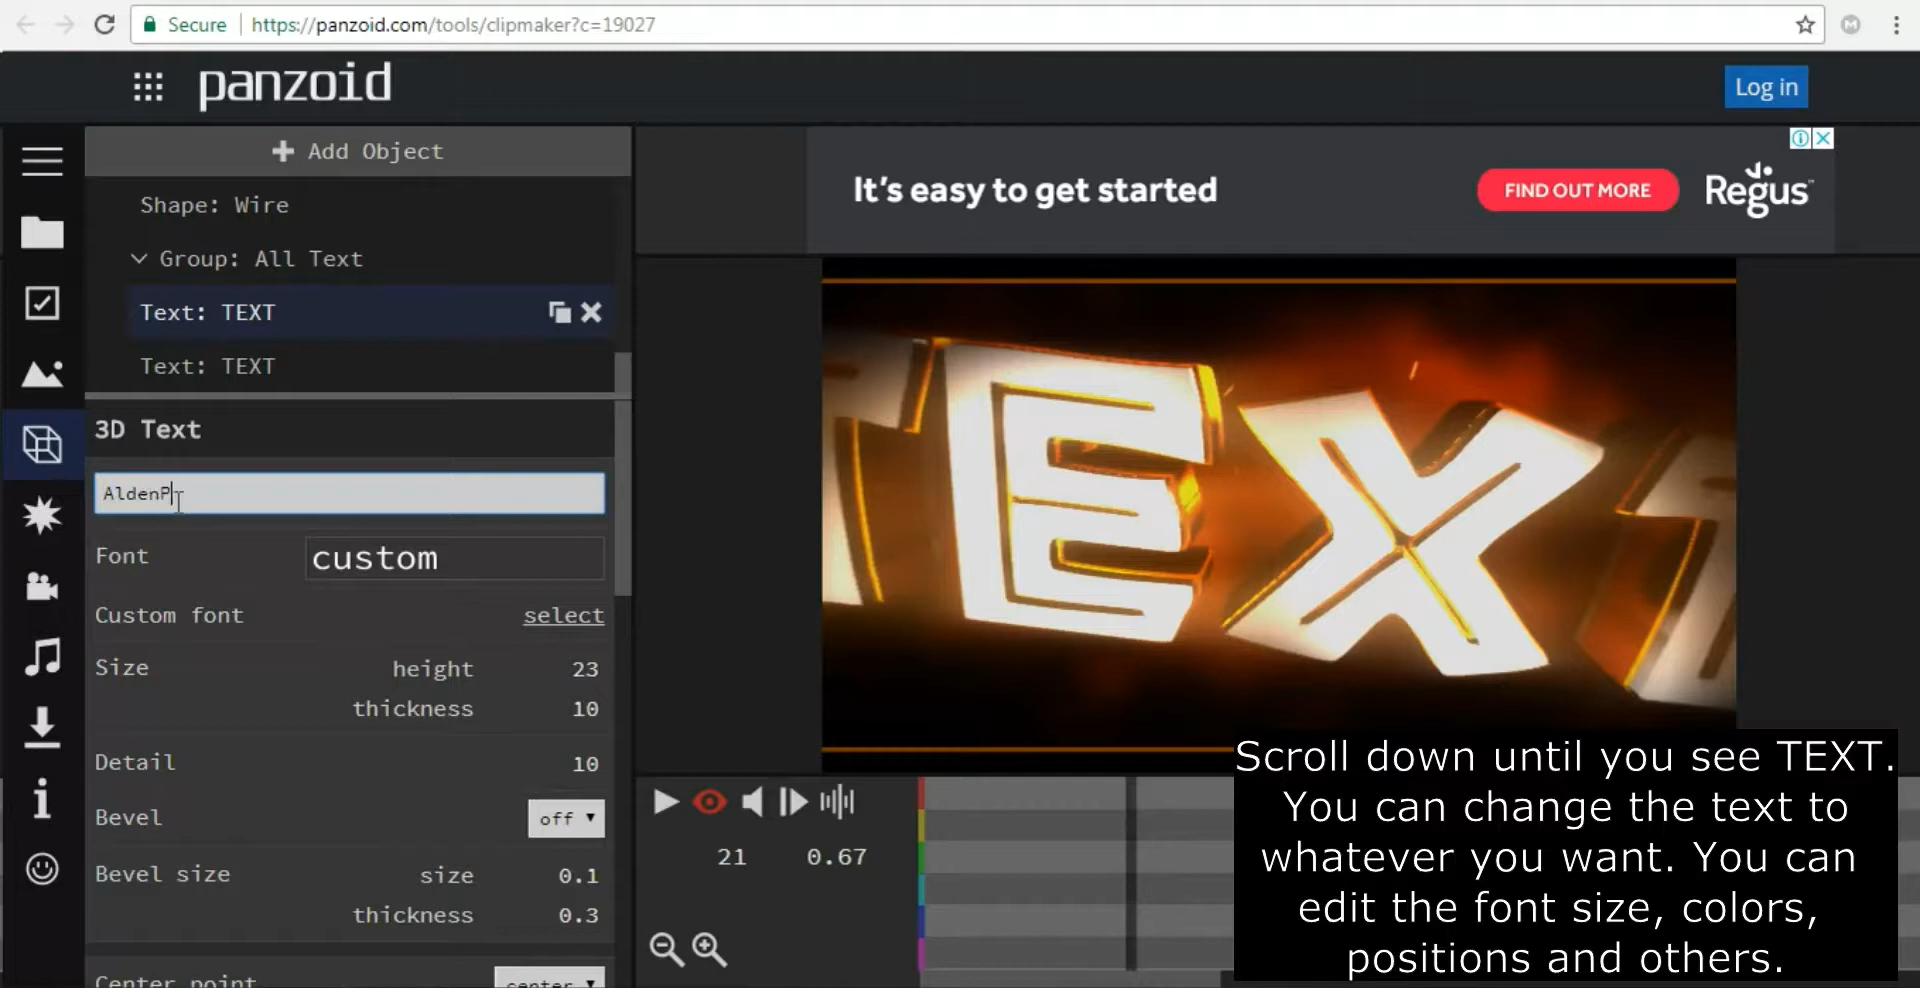 Secure https://panzoid.com/tools/clipmaker?c=19027
panzoid
Log in
Add Object
Shape: Wire
Group: All Text
Text: TEXT
Text: TEXT
3D Text
AldenP
Font custom
Custom font select
Size height 23
thickness 10
Detail 10
Bevel off
Bevel size size 0.1
thickness 0.3
Center point center
It's easy to get started
FIND OUT MORE
Regus
TEXT
21 0.67
Scroll down until you see TEXT.
You can change the text to
whatever you want. You can
edit the font size, colors,
positions and others.